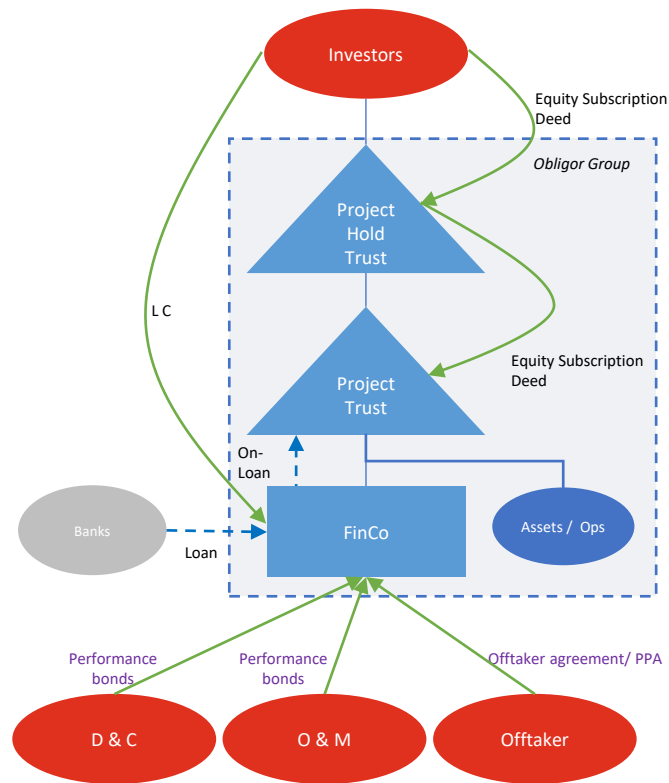 Investors
Equity Subscription
Deed
Obligor Group
Project
Hold
Trust
L C
Equity Subscription
Deed
Project
Trust
On-
Loan
Banks
Loan
FinCo
Assets / Ops
Performance
bonds
Performance
bonds
Offtaker agreement/ PPA
D & C
O & M
Offtaker